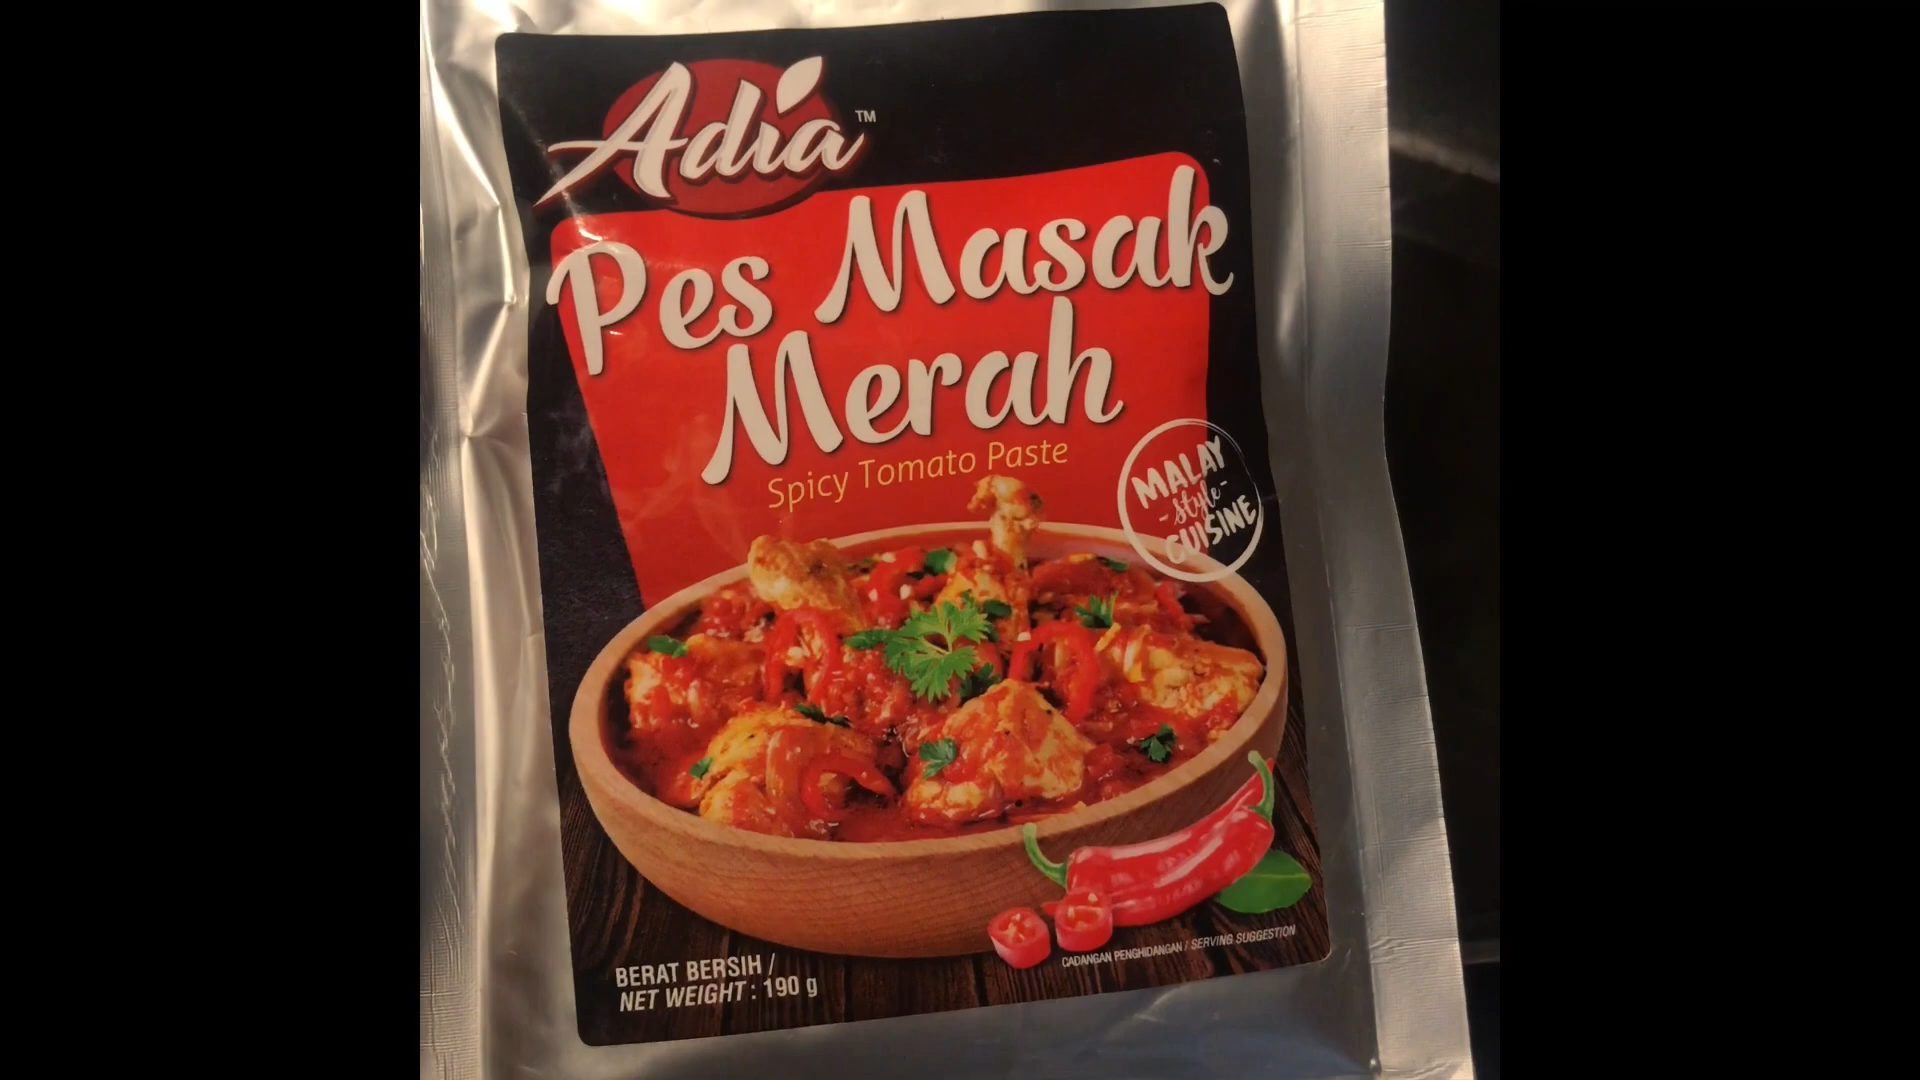 Adia™
Pes Masak
Merah
Spicy Tomato Paste
MALAY
-style-
CUISINE
CADANGAN PENGHIDANGAN / SERVING SUGGESTION
BERAT BERSIH /
NET WEIGHT : 190 g